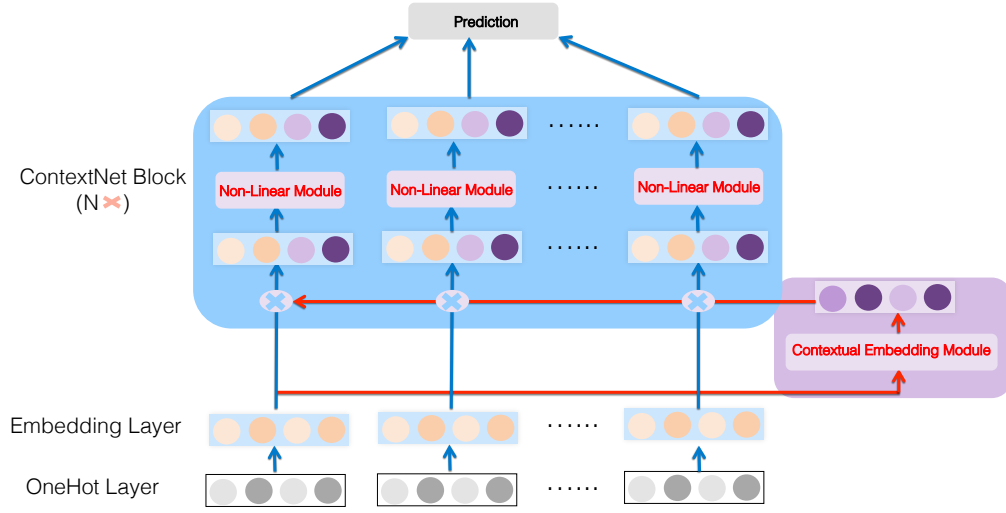 Prediction
......
ContextNet Block
(N ×)
Non-Linear Module
Non-Linear Module
......
Non-Linear Module
......
Contextual Embedding Module
Embedding Layer
......
OneHot Layer
......